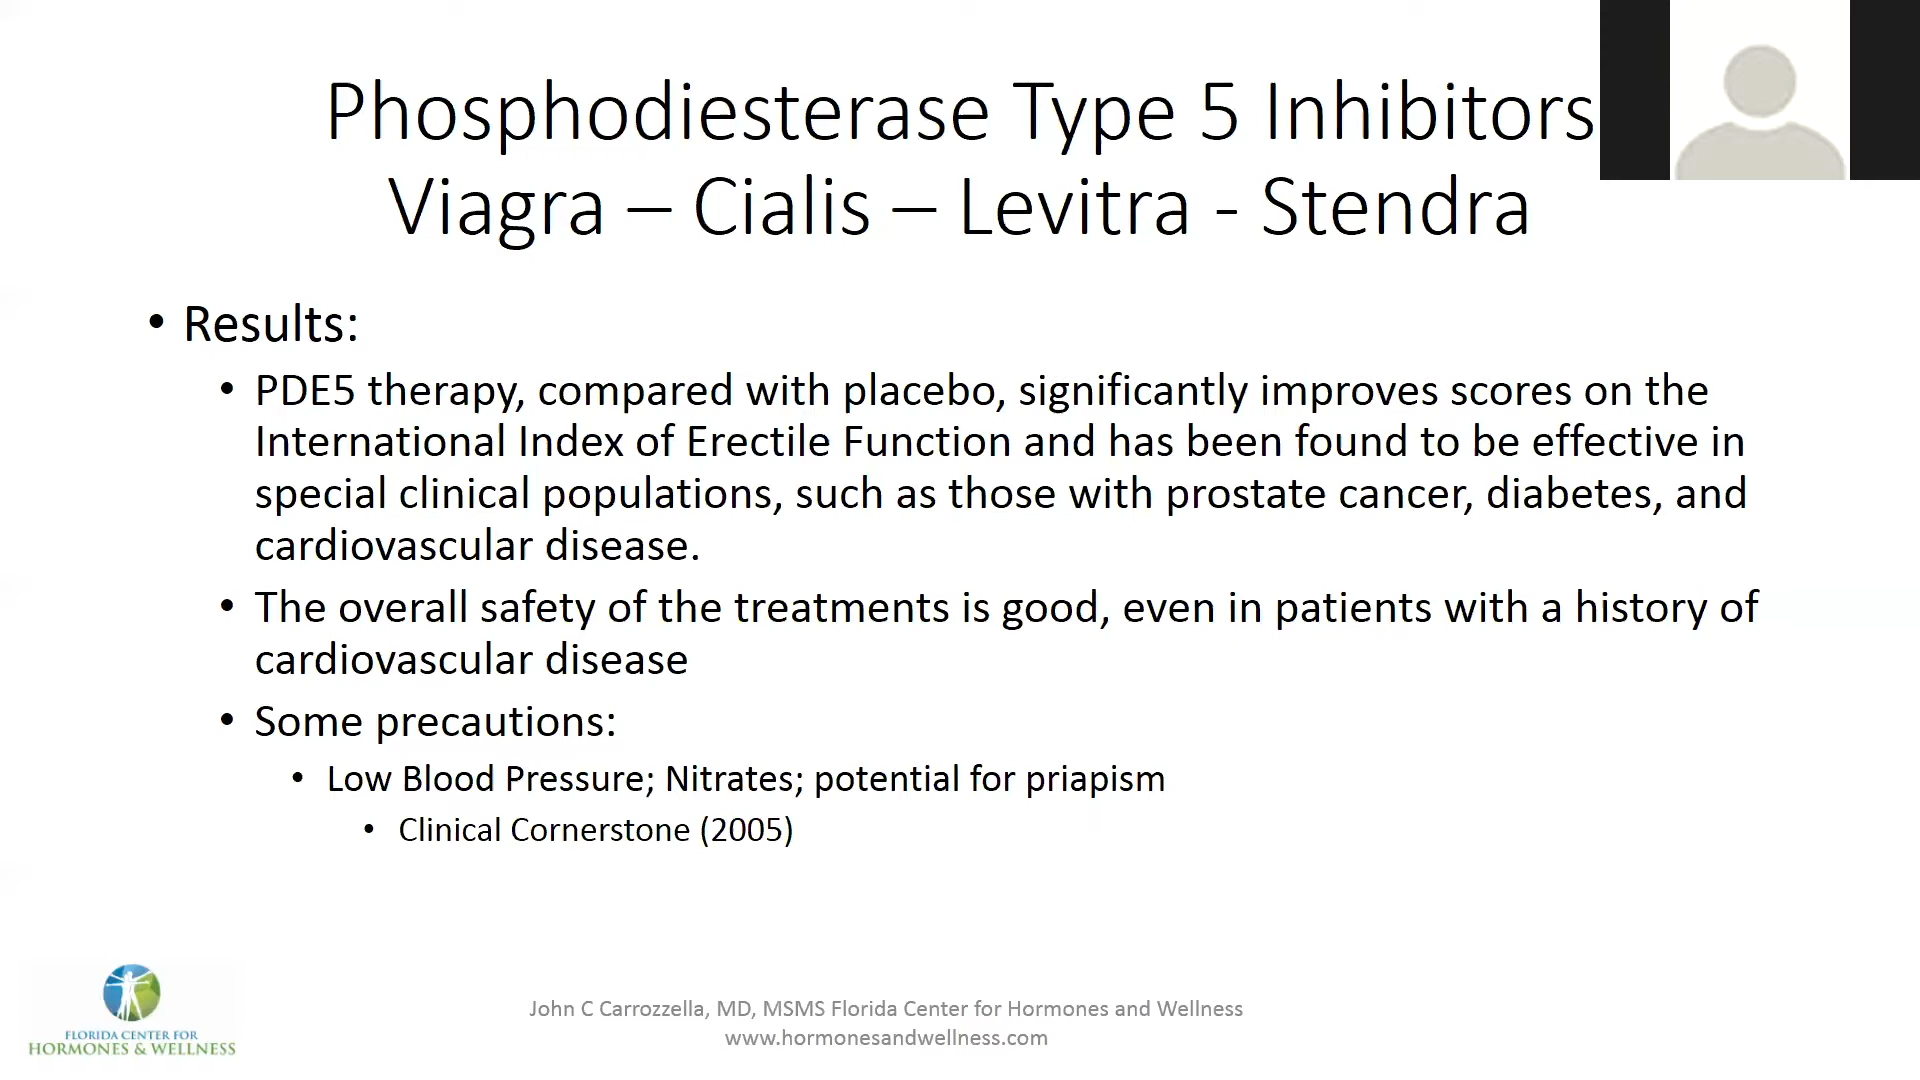 Phosphodiesterase Type 5 Inhibitors
Viagra – Cialis – Levitra - Stendra
• Results:
• PDE5 therapy, compared with placebo, significantly improves scores on the
International Index of Erectile Function and has been found to be effective in
special clinical populations, such as those with prostate cancer, diabetes, and
cardiovascular disease.
• The overall safety of the treatments is good, even in patients with a history of
cardiovascular disease
• Some precautions:
• Low Blood Pressure; Nitrates; potential for priapism
• Clinical Cornerstone (2005)
FLORIDA CENTER FOR
HORMONES & WELLNESS
John C Carrozzella, MD, MSMS Florida Center for Hormones and Wellness
www.hormonesandwellness.com